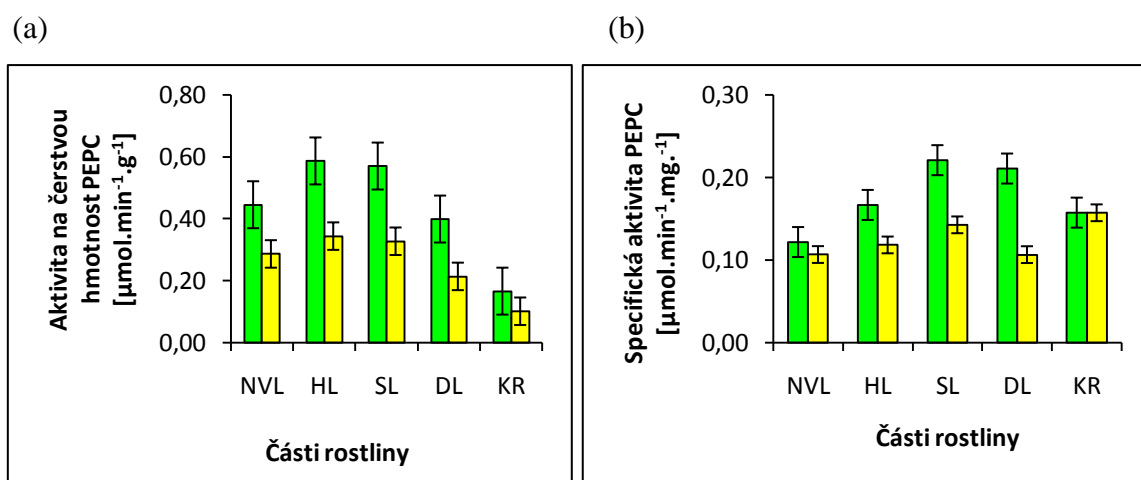 (a)
(b)
Aktivita na čerstvou
hmotnost PEPC
[µmol.min⁻¹.g⁻¹]
0,80
0,60
0,40
0,20
0,00
NVL HL SL DL KR
Části rostliny
Specifická aktivita PEPC
[µmol.min⁻¹.mg.⁻¹]
0,30
0,20
0,10
0,00
NVL HL SL DL KR
Části rostliny